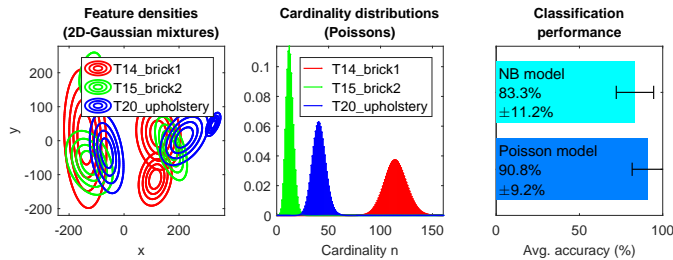 Feature densities
(2D-Gaussian mixtures)
200
100
0
-100
-200
-200
0
200
y
x
T14_brick1
T15_brick2
T20_upholstery
Cardinality distributions
(Poissons)
0.1
0.08
0.06
0.04
0.02
0
0
50
100
150
Cardinality n
T14_brick1
T15_brick2
T20_upholstery
Classification
performance
NB model
83.3%
±11.2%
Poisson model
90.8%
±9.2%
0
50
100
Avg. accuracy (%)